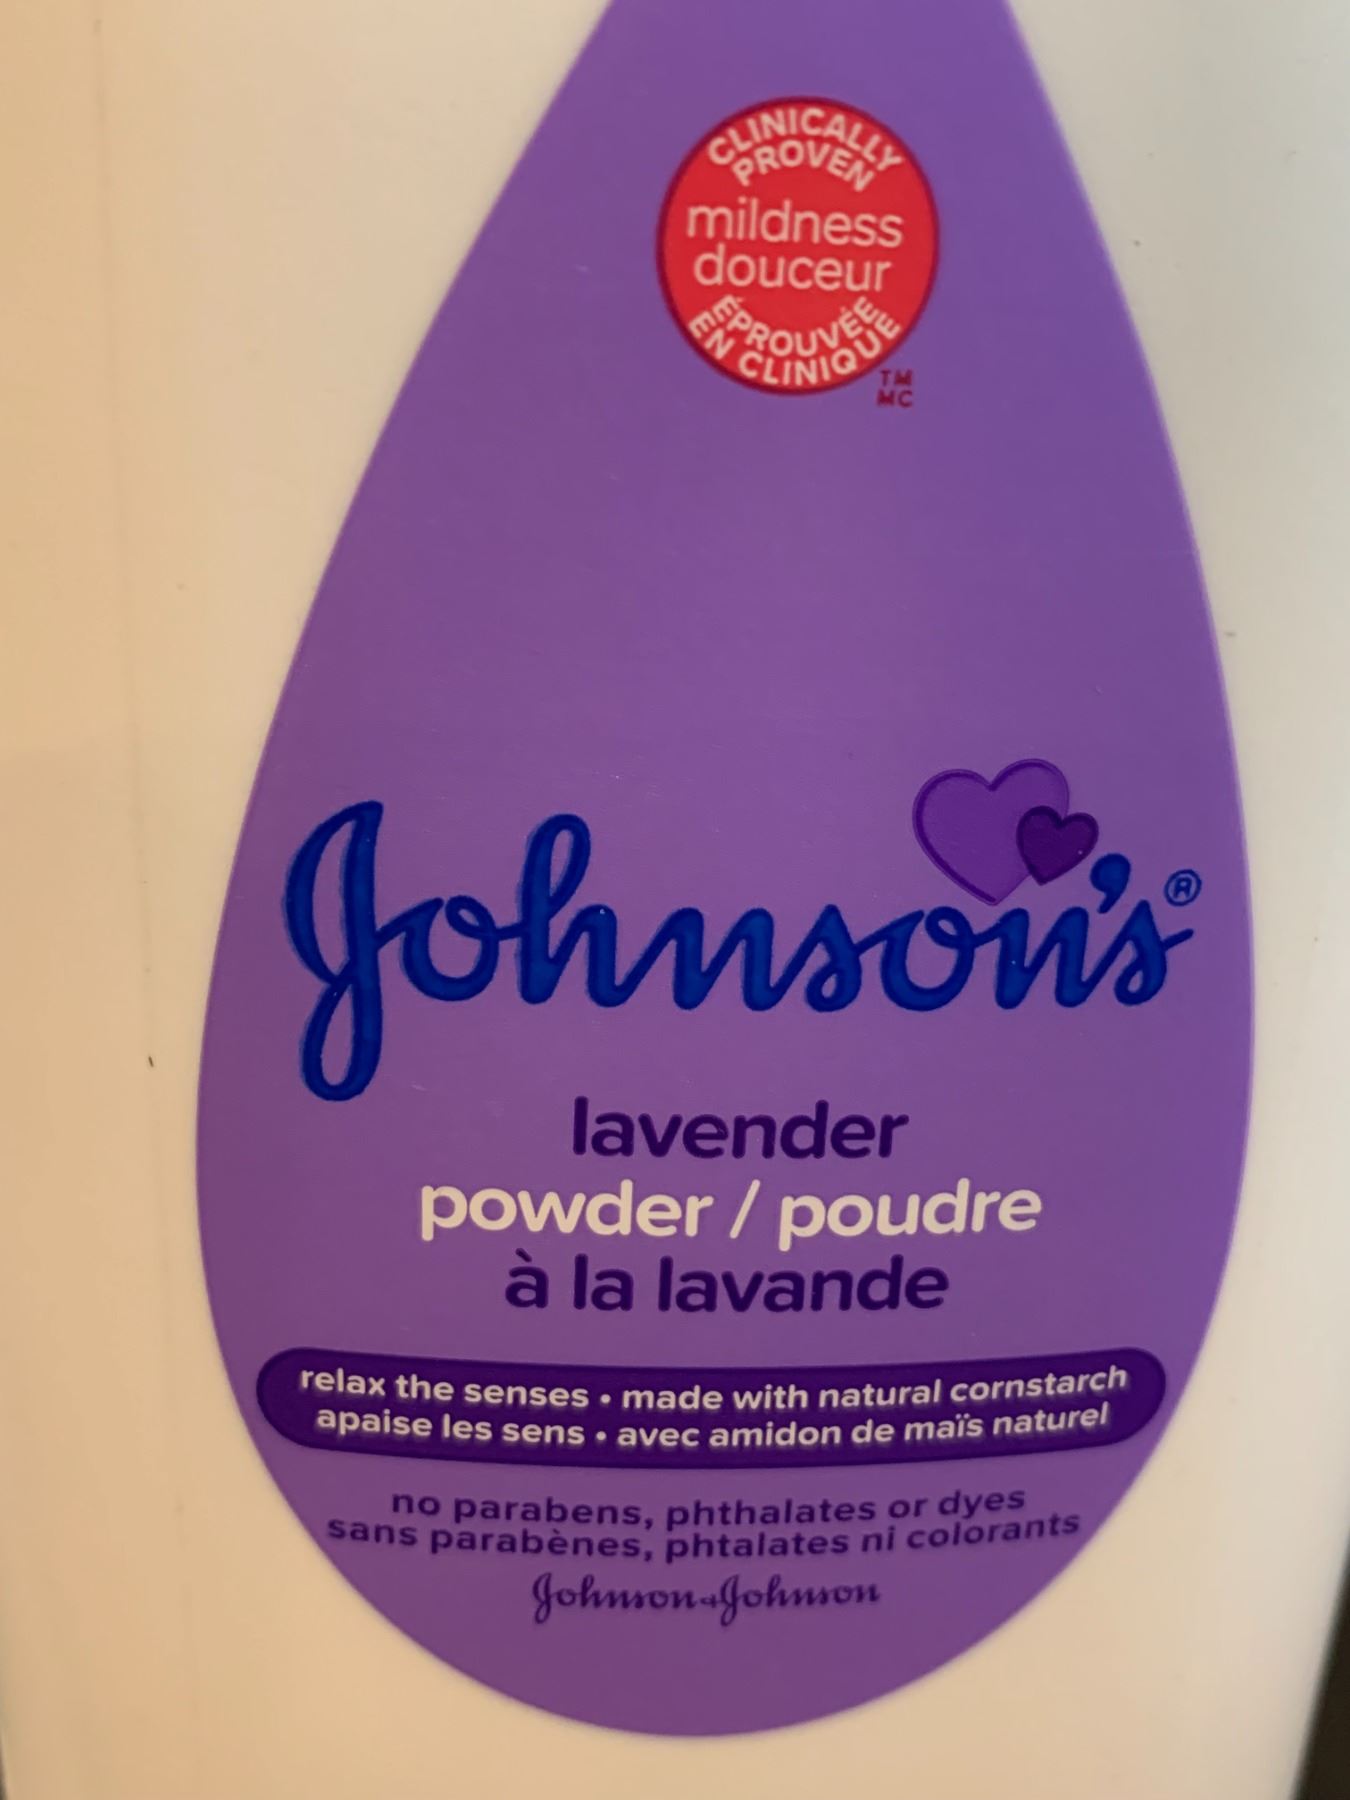 CLINICALLY
PROVEN
mildness
douceur
ÉPROUVÉE
EN CLINIQUE
TM
MC
Johnson's®
lavender
powder / poudre
à la lavande
relax the senses • made with natural cornstarch
apaise les sens • avec amidon de maïs naturel
no parabens, phthalates or dyes
sans parabènes, phtalates ni colorants
Johnson & Johnson